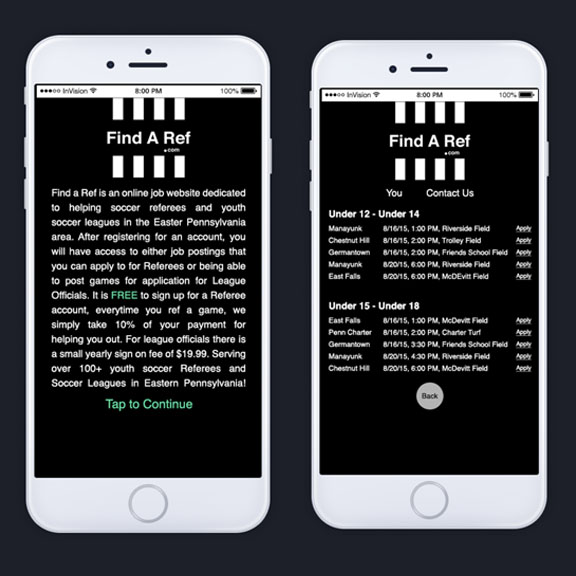 ●●●○○ InVision 8:00 PM 100%
Find A Ref
.com
Find a Ref is an online job website dedicated
to helping soccer referees and youth
soccer leagues in the Easter Pennsylvania
area. After registering for an account, you
will have access to either job postings that
you can apply to for Referees or being able
to post games for application for League
Officials. It is FREE to sign up for a Referee
account, everytime you ref a game, we
simply take 10% of your payment for
helping you out. For league officials there is
a small yearly sign on fee of $19.99. Serving
over 100+ youth soccer Referees and
Soccer Leagues in Eastern Pennsylvania!
Tap to Continue
●●●○○ InVision 8:00 PM 100%
Find A Ref
.com
You Contact Us
Under 12 - Under 14
Manayunk 8/16/15, 1:00 PM, Riverside Field Apply
Chestnut Hill 8/16/15, 2:00 PM, Trolley Field Apply
Germantown 8/16/15, 2:00 PM, Friends School Field Apply
Manayunk 8/20/15, 6:00 PM, Riverside Field Apply
East Falls 8/20/15, 6:00 PM, McDEvitt Field Apply
Under 15 - Under 18
East Falls 8/16/15, 1:00 PM, McDevitt Field Apply
Penn Charter 8/16/15, 2:00 PM, Charter Turf Apply
Germantown 8/16/15, 3:30 PM, Friends School Field Apply
Manayunk 8/20/15, 4:30 PM, Riverside Field Apply
Chestnut Hill 8/20/15, 6:00 PM, McDevitt Field Apply
Back